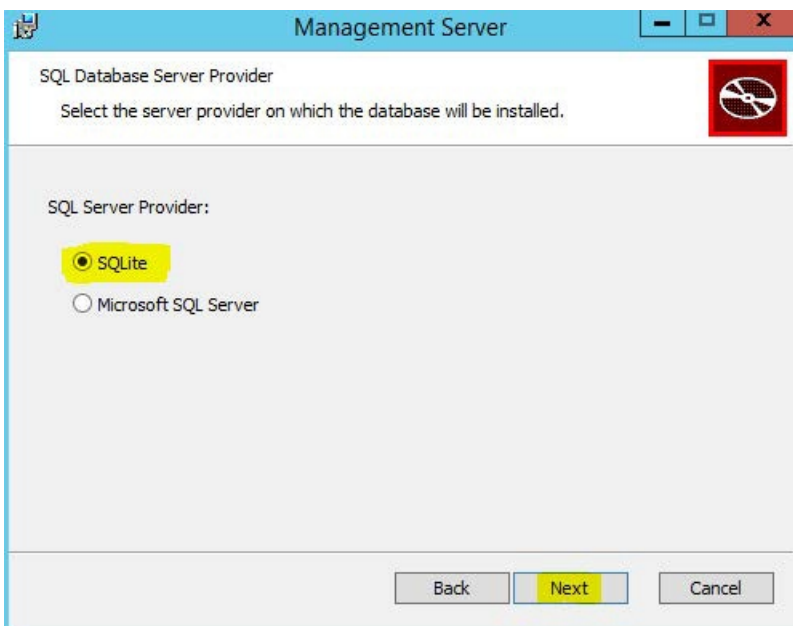 Management Server
SQL Database Server Provider
Select the server provider on which the database will be installed.
SQL Server Provider:
SQLite
Microsoft SQL Server
Back Next Cancel